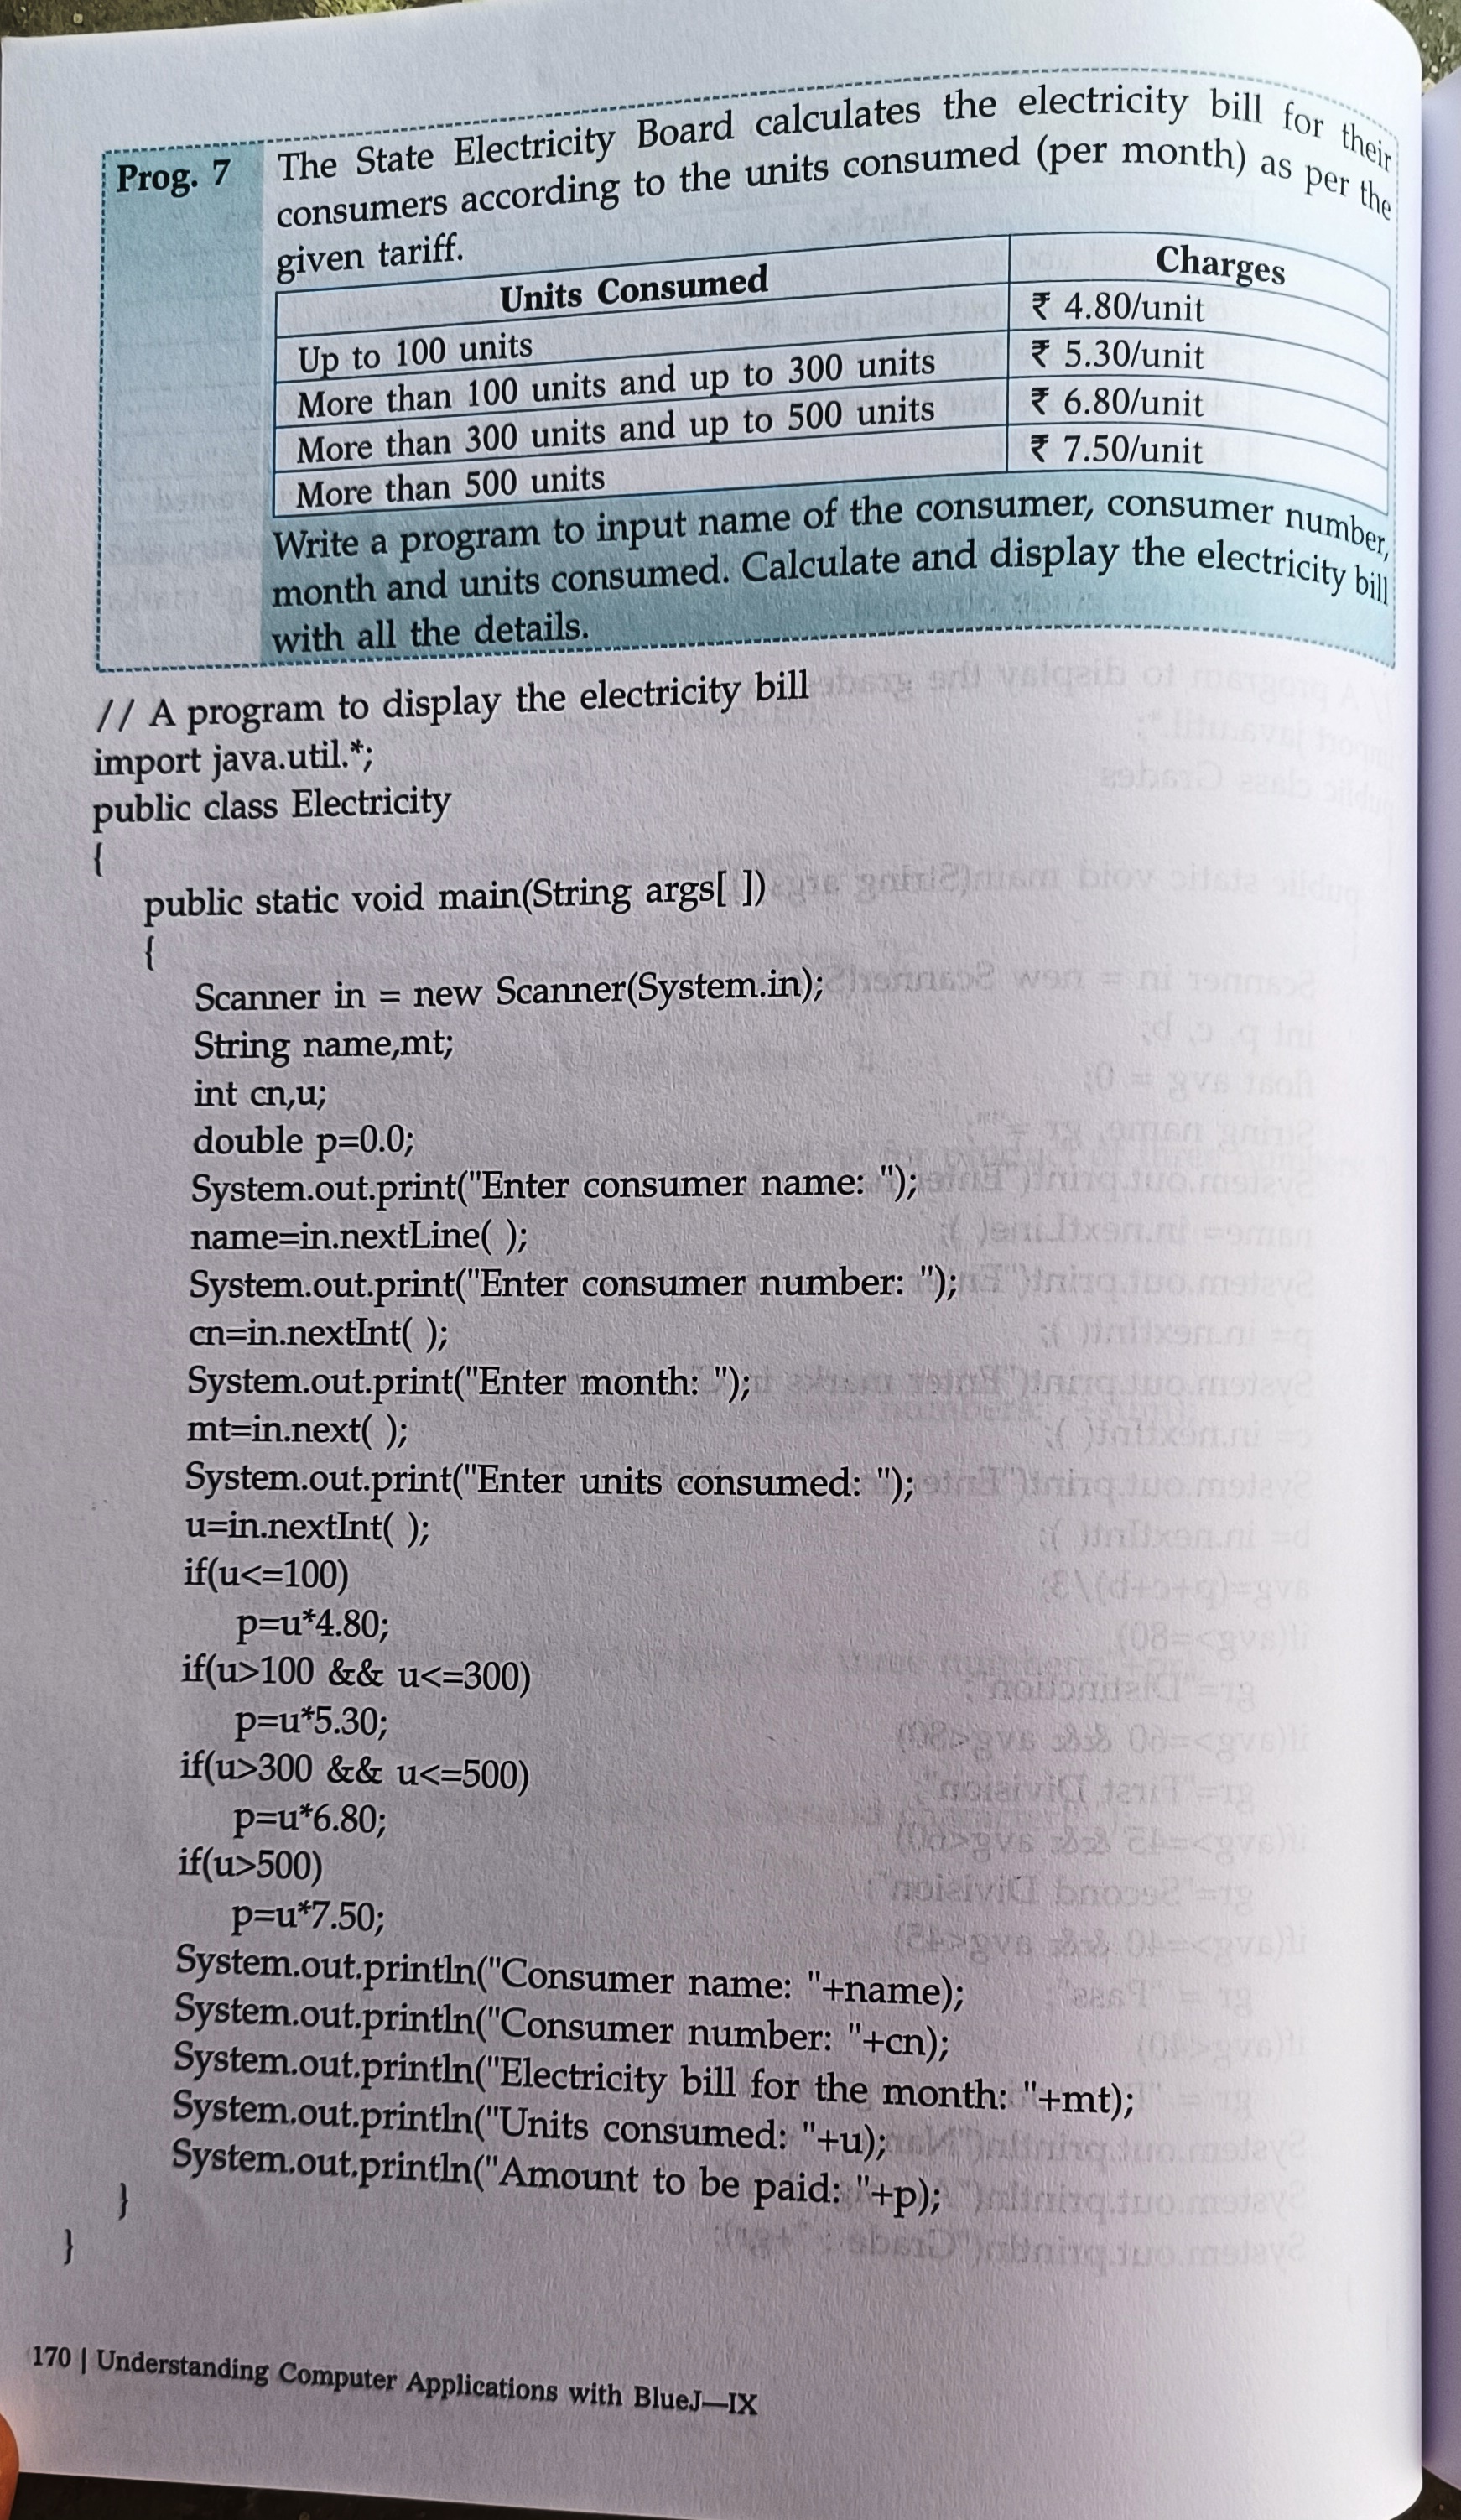 Prog. 7
The State Electricity Board calculates the electricity bill for their
consumers according to the units consumed (per month) as per the
given tariff.
Units Consumed Charges
Up to 100 units ₹ 4.80/unit
More than 100 units and up to 300 units ₹ 5.30/unit
More than 300 units and up to 500 units ₹ 6.80/unit
More than 500 units ₹ 7.50/unit
Write a program to input name of the consumer, consumer number,
month and units consumed. Calculate and display the electricity bill
with all the details.
// A program to display the electricity bill
import java.util.*;
public class Electricity
{
public static void main(String args[ ])
{
Scanner in = new Scanner(System.in);
String name,mt;
int cn,u;
double p=0.0;
System.out.print("Enter consumer name: ");
name=in.nextLine( );
System.out.print("Enter consumer number: ");
cn=in.nextInt( );
System.out.print("Enter month: ");
mt=in.next( );
System.out.print("Enter units consumed: ");
u=in.nextInt( );
if(u<=100)
p=u*4.80;
if(u>100 && u<=300)
p=u*5.30;
if(u>300 && u<=500)
p=u*6.80;
if(u>500)
p=u*7.50;
System.out.println("Consumer name: "+name);
System.out.println("Consumer number: "+cn);
System.out.println("Electricity bill for the month: "+mt);
System.out.println("Units consumed: "+u);
System.out.println("Amount to be paid: "+p);
}
}
170 | Understanding Computer Applications with BlueJ—IX